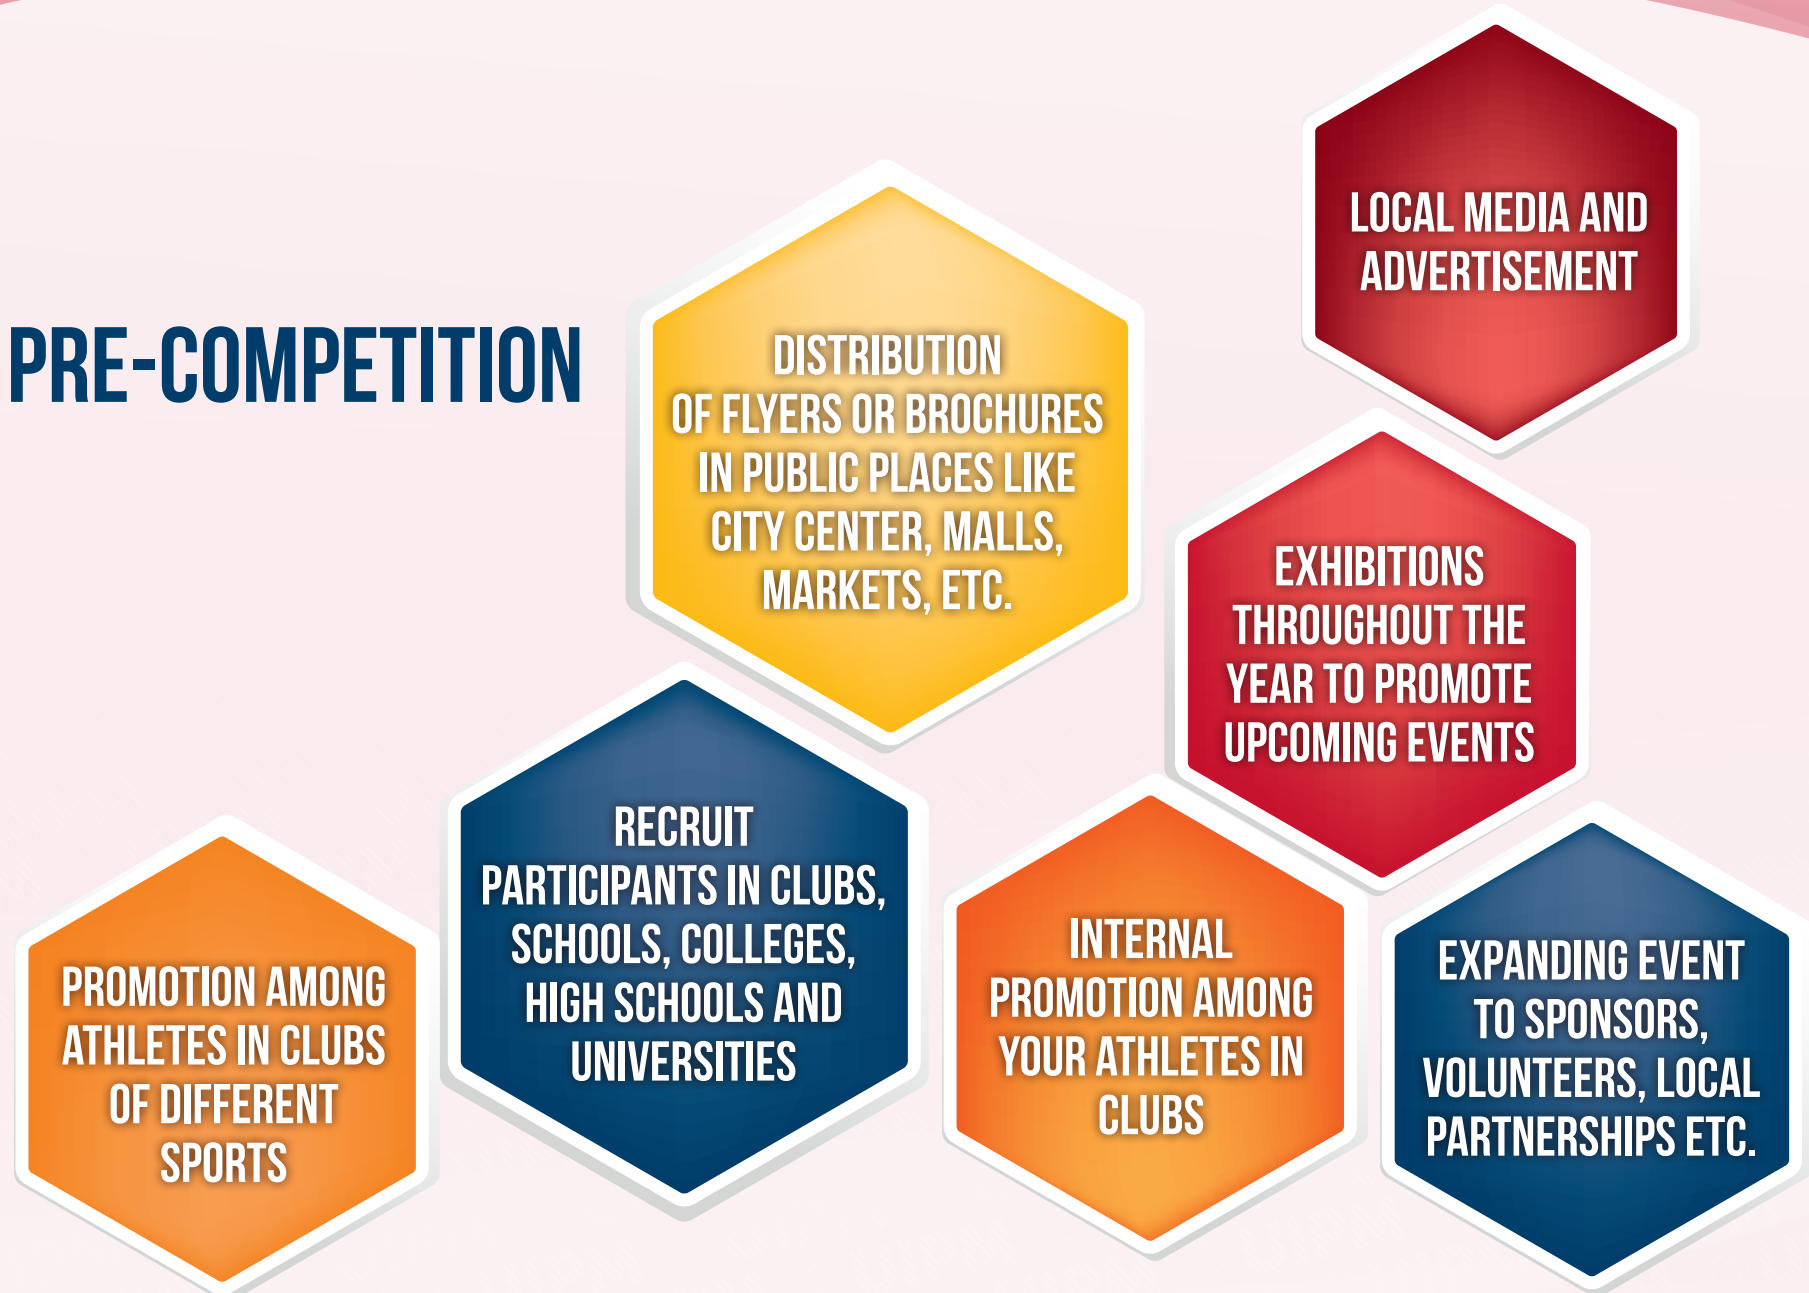 PRE-COMPETITION
LOCAL MEDIA AND
ADVERTISEMENT
DISTRIBUTION
OF FLYERS OR BROCHURES
IN PUBLIC PLACES LIKE
CITY CENTER, MALLS,
MARKETS, ETC.
EXHIBITIONS
THROUGHOUT THE
YEAR TO PROMOTE
UPCOMING EVENTS
RECRUIT
PARTICIPANTS IN CLUBS,
SCHOOLS, COLLEGES,
HIGH SCHOOLS AND
UNIVERSITIES
PROMOTION AMONG
ATHLETES IN CLUBS
OF DIFFERENT
SPORTS
INTERNAL
PROMOTION AMONG
YOUR ATHLETES IN
CLUBS
EXPANDING EVENT
TO SPONSORS,
VOLUNTEERS, LOCAL
PARTNERSHIPS ETC.